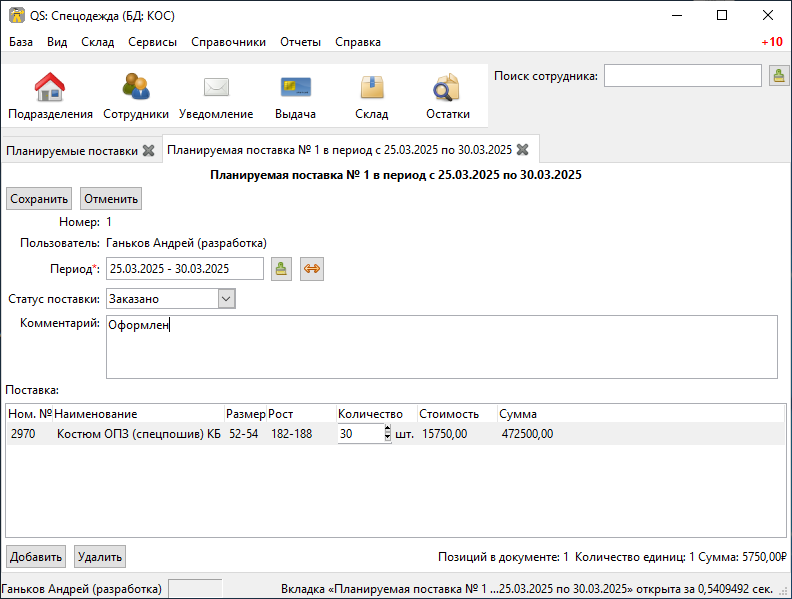 QS: Спецодежда (БД: КОС)
База Вид Склад Сервисы Справочники Отчеты Справка +10
Подразделения Сотрудники Уведомление Выдача Склад Остатки
Поиск сотрудника:
Планируемые поставки Планируемая поставка № 1 в период с 25.03.2025 по 30.03.2025
Планируемая поставка № 1 в период с 25.03.2025 по 30.03.2025
Сохранить Отменить
Номер: 1
Пользователь: Ганьков Андрей (разработка)
Период*: 25.03.2025 - 30.03.2025
Статус поставки: Заказано
Комментарий: Оформлен
Поставка:
Ном. № Наименование Размер Рост Количество Стоимость Сумма
2970 Костюм ОПЗ (спецпошив) КБ 52-54 182-188 30 шт. 15750,00 472500,00
Добавить Удалить Позиций в документе: 1 Количество единиц: 1 Сумма: 5750,00₽
Ганьков Андрей (разработка) Вкладка «Планируемая поставка № 1 ...25.03.2025 по 30.03.2025» открыта за 0,5409492 сек.